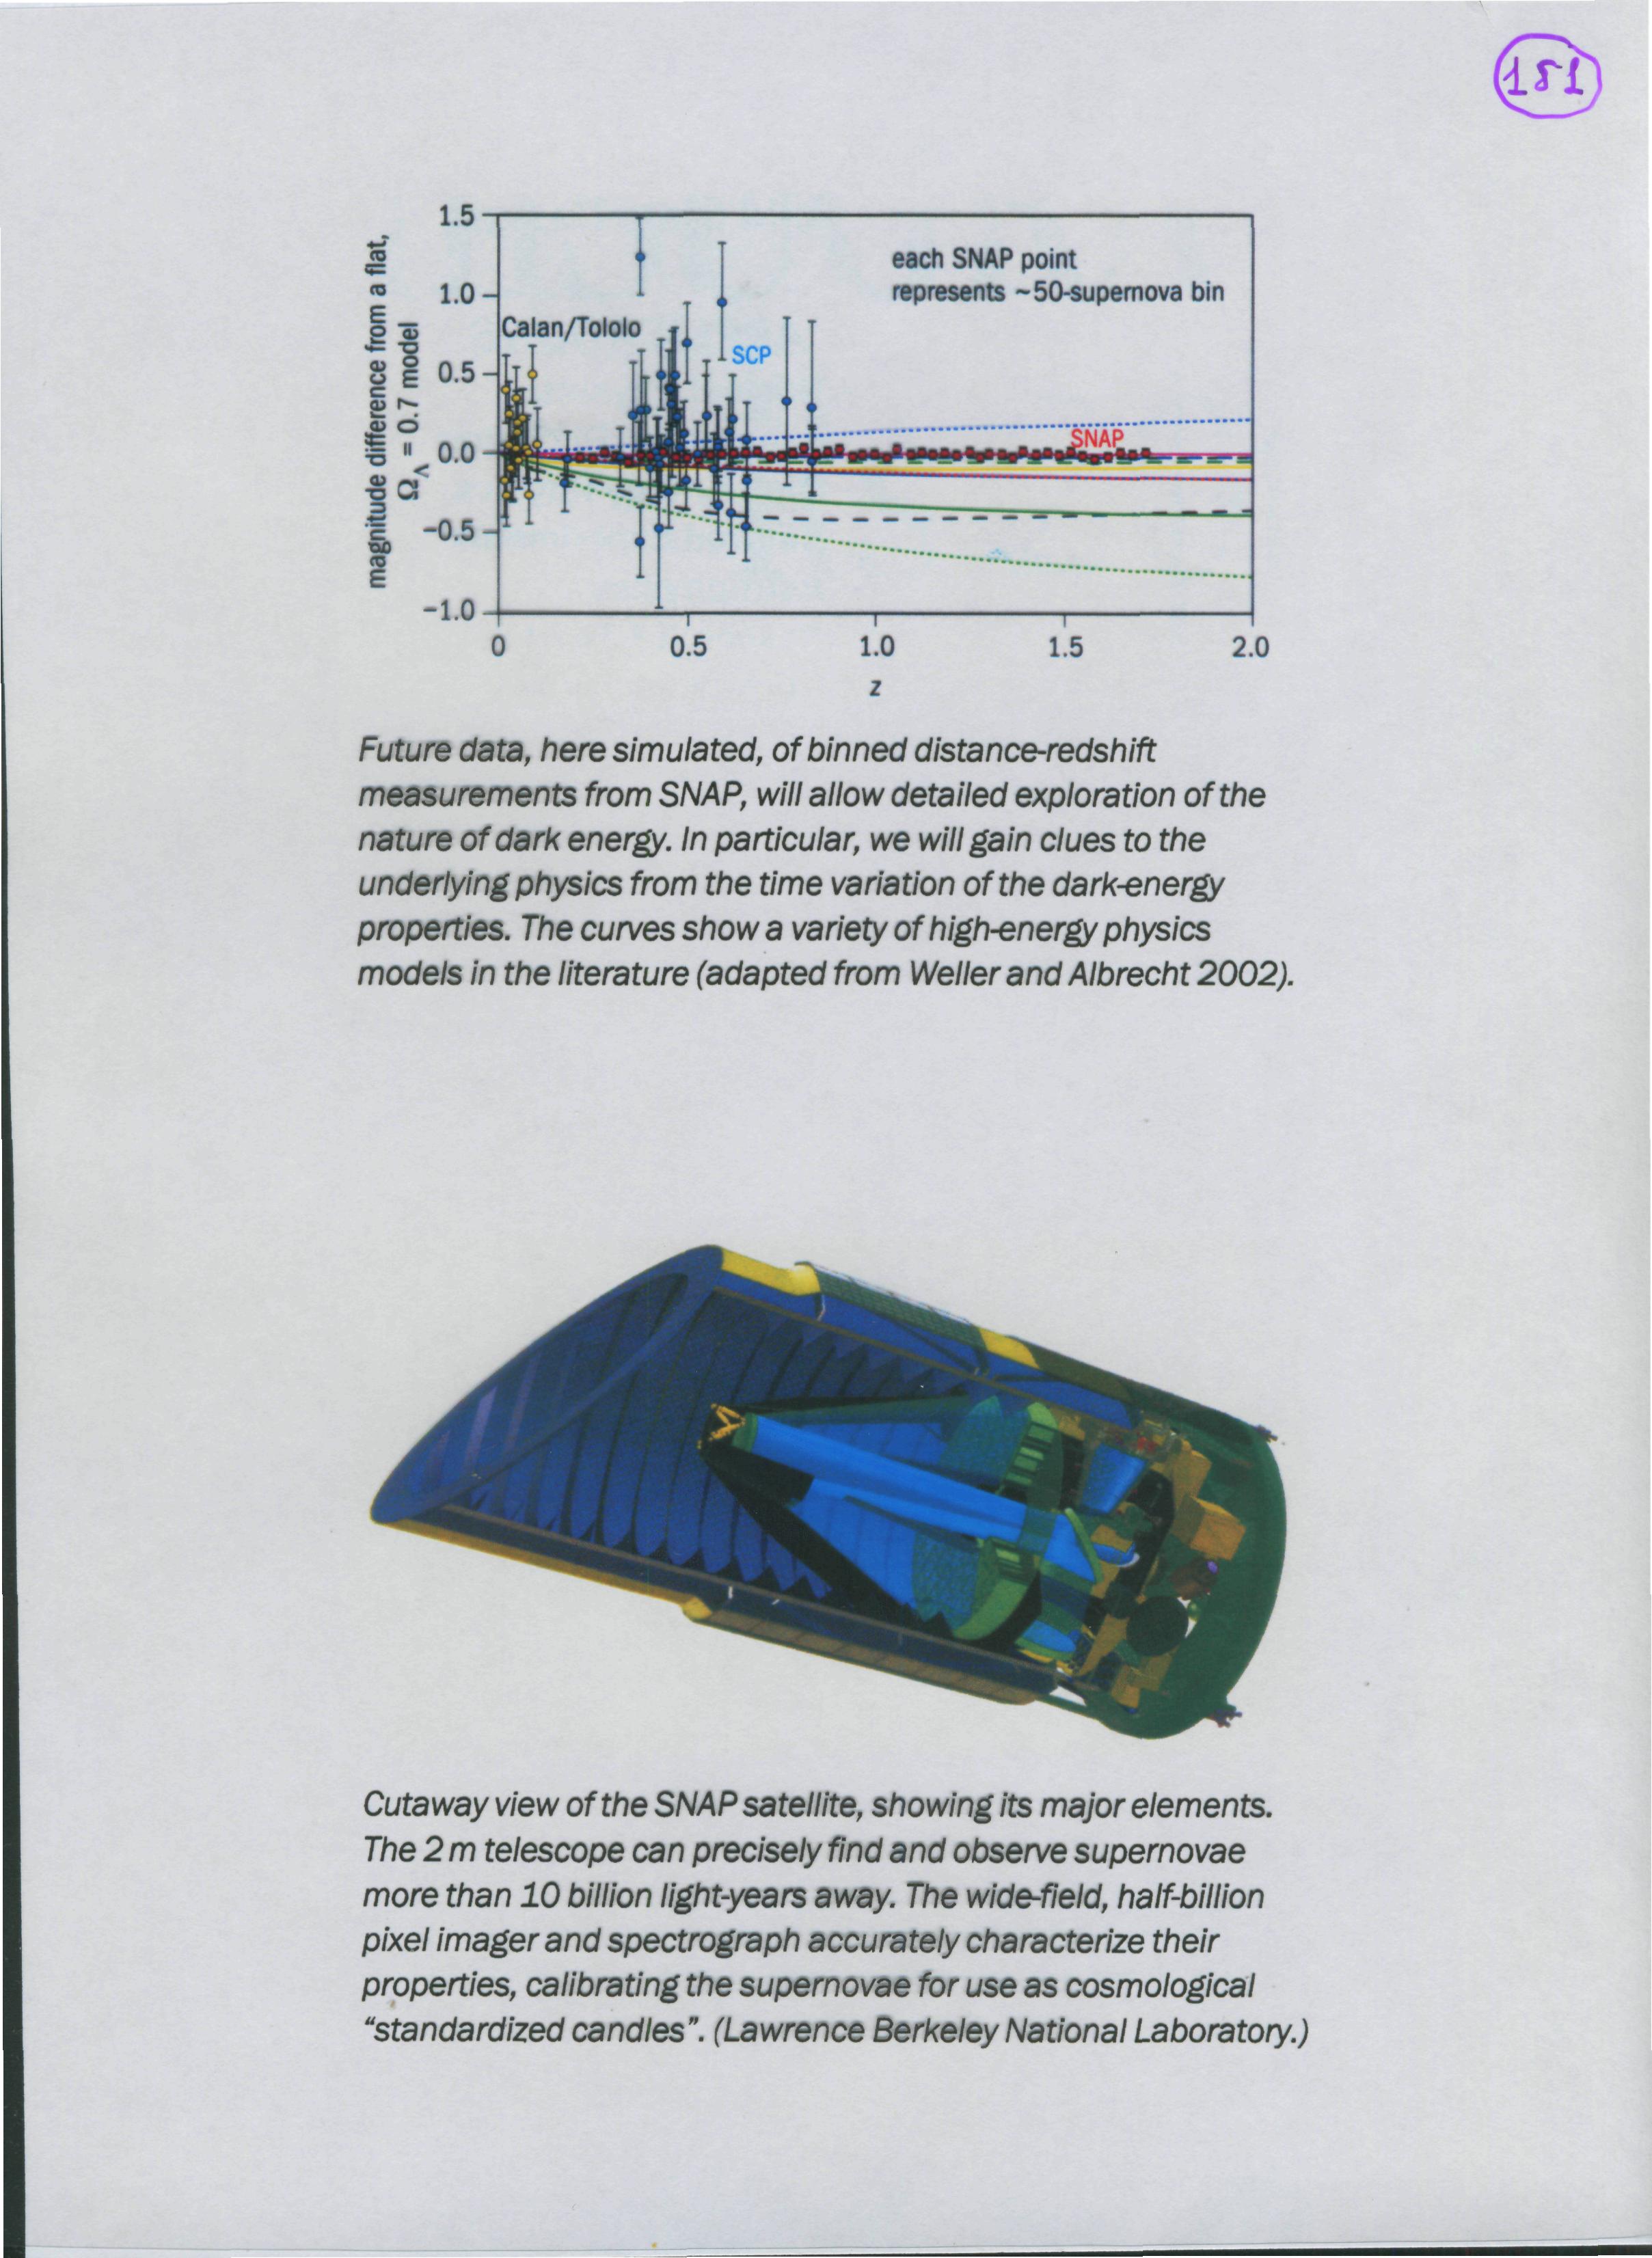 151
1.5
1.0
0.5
0.0
−0.5
−1.0
magnitude difference from a flat,
Ω_Λ = 0.7 model
each SNAP point
represents ~50-supernova bin
Calan/Tololo
SCP
SNAP
0 0.5 1.0 1.5 2.0
z
Future data, here simulated, of binned distance-redshift
measurements from SNAP, will allow detailed exploration of the
nature of dark energy. In particular, we will gain clues to the
underlying physics from the time variation of the dark-energy
properties. The curves show a variety of high-energy physics
models in the literature (adapted from Weller and Albrecht 2002).
Cutaway view of the SNAP satellite, showing its major elements.
The 2 m telescope can precisely find and observe supernovae
more than 10 billion light-years away. The wide-field, half-billion
pixel imager and spectrograph accurately characterize their
properties, calibrating the supernovae for use as cosmological
“standardized candles”. (Lawrence Berkeley National Laboratory.)